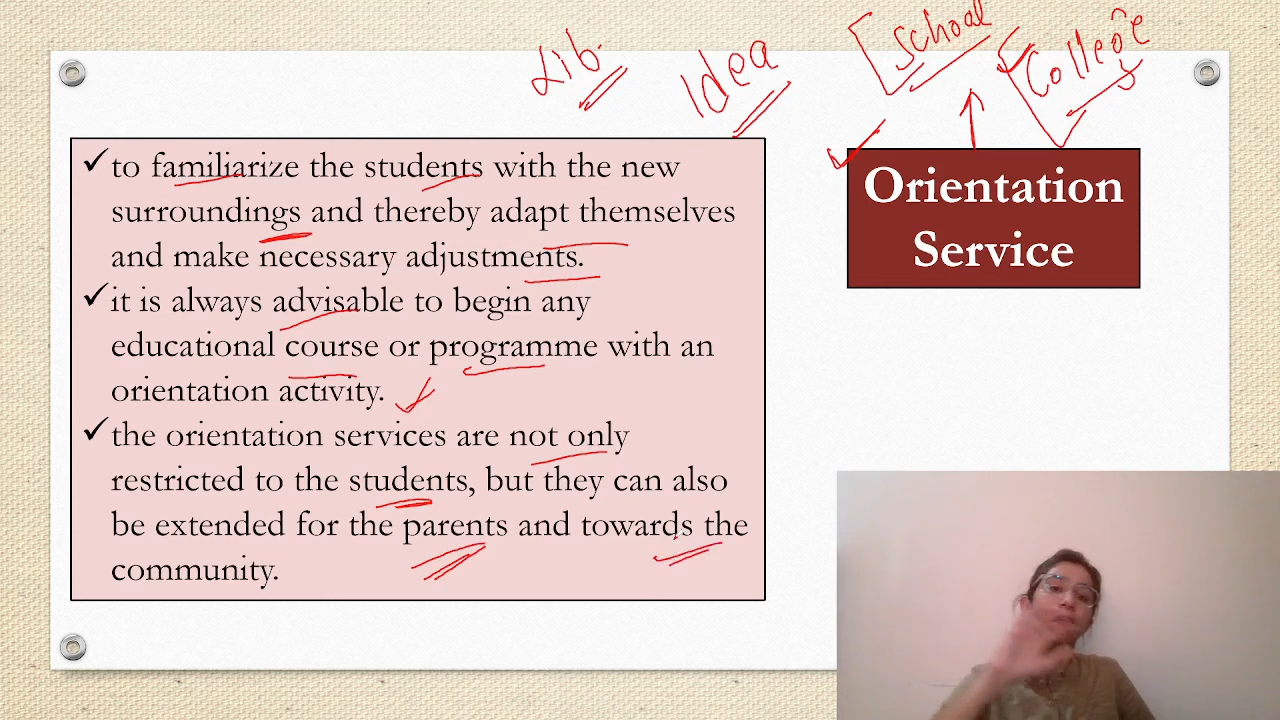 Lib.
Idea
School
College
to familiarize the students with the new
surroundings and thereby adapt themselves
and make necessary adjustments.
it is always advisable to begin any
educational course or programme with an
orientation activity.
the orientation services are not only
restricted to the students, but they can also
be extended for the parents and towards the
community.
Orientation
Service